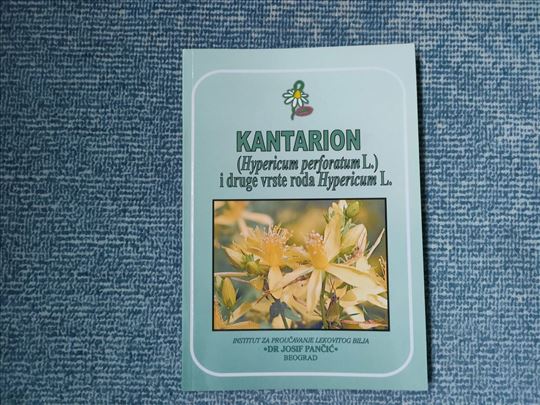 KANTARION
(Hypericum perforatum L.)
i druge vrste roda Hypericum L.
INSTITUT ZA PROUČAVANJE LEKOVITOG BILJA
»DR JOSIF PANČIĆ«
BEOGRAD